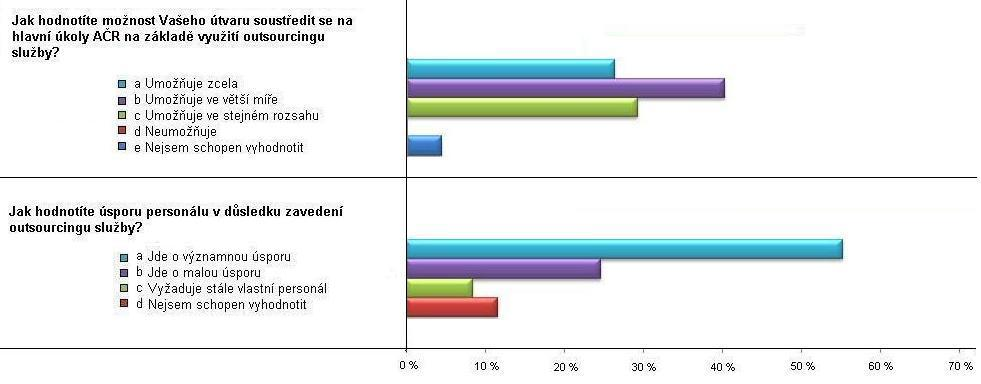 Jak hodnotíte možnost Vašeho útvaru soustředit se na
hlavní úkoly AČR na základě využití outsourcingu
služby?
a Umožňuje zcela
b Umožňuje ve větší míře
c Umožňuje ve stejném rozsahu
d Neumožňuje
e Nejsem schopen vyhodnotit
Jak hodnotíte úsporu personálu v důsledku zavedení
outsourcingu služby?
a Jde o významnou úsporu
b Jde o malou úsporu
c Vyžaduje stále vlastní personál
d Nejsem schopen vyhodnotit
0 % 10 % 20 % 30 % 40 % 50 % 60 % 70 %